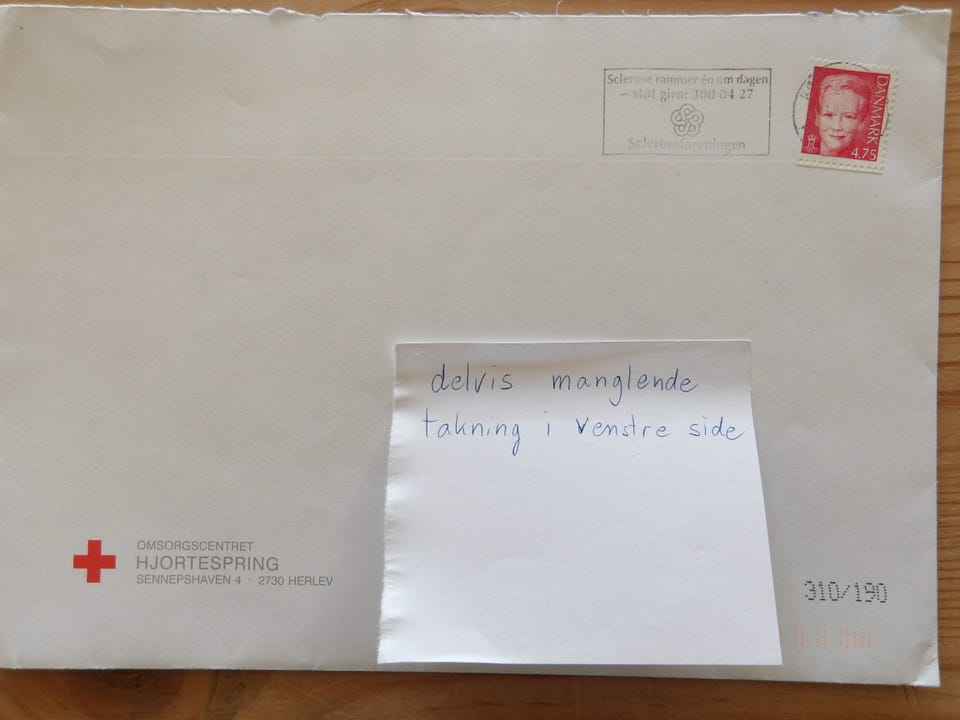 Sclerose rammer én om dagen
– støt giro: 300 04 27
Scleroseforeningen
DANMARK
4.75
delvis manglende
takning i venstre side
OMSORGSCENTRET
HJORTESPRING
SENNEPSHAVEN 4 · 2730 HERLEV
310/190